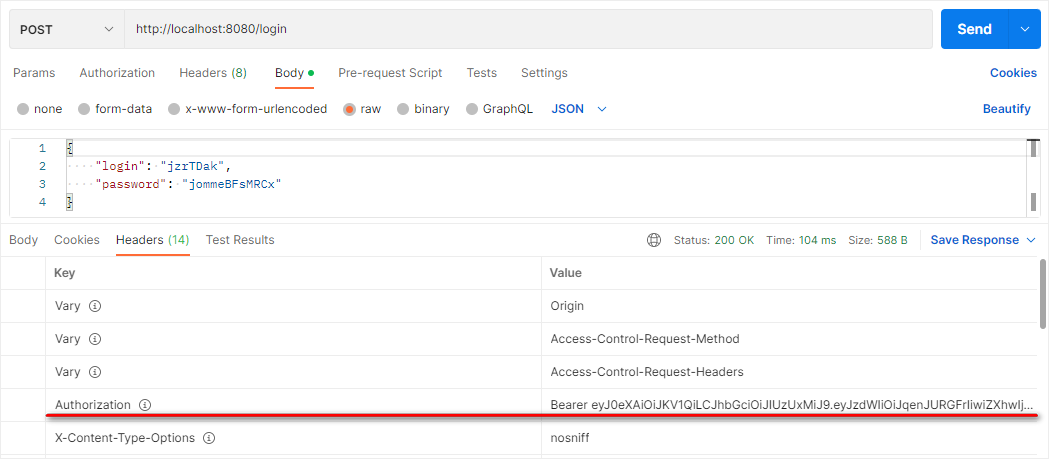 POST http://localhost:8080/login Send
Params Authorization Headers (8) Body Pre-request Script Tests Settings Cookies
none form-data x-www-form-urlencoded raw binary GraphQL JSON Beautify
1 {
2 "login": "jzrTDak",
3 "password": "jommeBFsMRCx"
4 }
Body Cookies Headers (14) Test Results Status: 200 OK Time: 104 ms Size: 588 B Save Response
Key Value
Vary Origin
Vary Access-Control-Request-Method
Vary Access-Control-Request-Headers
Authorization Bearer eyJ0eXAiOiJKV1QiLCJhbGciOiJIUzUxMiJ9.eyJzdWIiOiJqenJURGFrIiwiZXhwIj...
X-Content-Type-Options nosniff